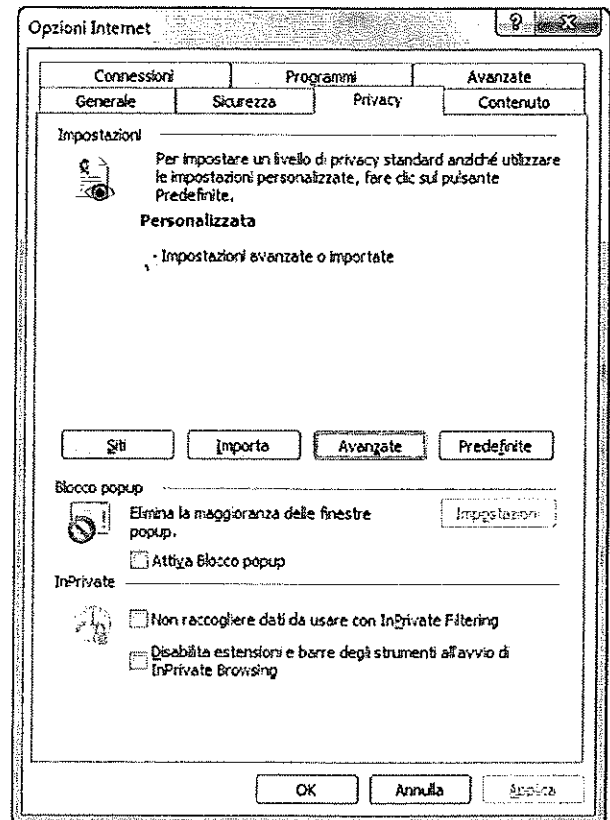 Opzioni Internet
Connessioni Programmi Avanzate
Generale Sicurezza Privacy Contenuto
Impostazioni
Per impostare un livello di privacy standard anziché utilizzare
le impostazioni personalizzate, fare clic sul pulsante
Predefinite.
Personalizzata
- Impostazioni avanzate o importate
Siti Importa Avanzate Predefinite
Blocco popup
Elimina la maggioranza delle finestre
popup.
Impostazioni
Attiva Blocco popup
InPrivate
Non raccogliere dati da usare con InPrivate Filtering
Disabilita estensioni e barre degli strumenti all'avvio di
InPrivate Browsing
OK Annulla Applica